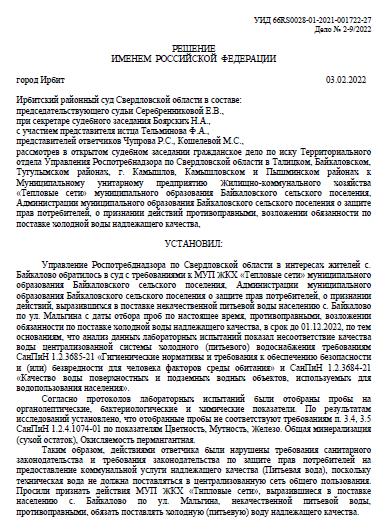 УИД 66RS0028-01-2021-001722-27
Дело № 2-9/2022
РЕШЕНИЕ
ИМЕНЕМ РОССИЙСКОЙ ФЕДЕРАЦИИ
город Ирбит 03.02.2022
Ирбитский районный суд Свердловской области в составе:
председательствующего судьи Серебренниковой Е.В.,
при секретаре судебного заседания Боярских Н.А.,
с участием представителя истца Тельминова Ф.А.,
представителей ответчиков Чупрова Р.С., Кошелевой М.С.,
рассмотрев в открытом судебном заседании гражданское дело по иску Территориального
отдела Управления Роспотребнадзора по Свердловской области в Талицком, Байкаловском,
Тугулымском районах, г. Камышлов, Камышловском и Пышминском районах к
Муниципальному унитарному предприятию Жилищно-коммунального хозяйства
«Тепловые сети» муниципального образования Байкаловского сельского поселения,
Администрации муниципального образования Байкаловского сельского поселения о защите
прав потребителей, о признании действий противоправными, возложении обязанности по
поставке холодной воды надлежащего качества,
УСТАНОВИЛ:
Управление Роспотребнадзора по Свердловской области в интересах жителей с.
Байкалово обратилось в суд с требованиями к МУП ЖКХ «Тепловые сети» муниципального
образования Байкаловского сельского поселения, Администрации муниципального
образования Байкаловского сельского поселения о защите прав потребителей, о признании
действий, выразившихся в поставке некачественной питьевой воды населению с. Байкалово
по ул. Мальгина с даты отбора проб по настоящее время, противоправными, возложении
обязанности по поставке холодной воды надлежащего качества, в срок до 01.12.2022, по тем
основаниям, что анализ данных лабораторных испытаний показал несоответствие качества
воды централизованной системы холодного (питьевого) водоснабжения требованиям
СанПиН 1.2.3685-21 «Гигиенические нормативы и требования к обеспечению безопасности
и (или) безвредности для человека факторов среды обитания» и СанПиН 1.2.3684-21
«Качество воды поверхностных и подземных водных объектов, используемых для
водопользования населения».
Согласно протоколов лабораторных испытаний были отобраны пробы на
органолептические, бактериологические и химические показатели. По результатам
исследований установлено, что отобранные пробы не соответствуют требованиям п. 3.4, 3.5
СанПиН 1.2.4.1074-01 по показателям Цветность, Мутность, Железо. Общая минерализация
(сухой остаток), Окисляемость перманганатная.
Таким образом, действиями ответчика были нарушены требования санитарного
законодательства и требования законодательства по защите прав потребителей на
предоставление коммунальной услуги надлежащего качества (Питьевая вода), поскольку
техническая вода не должна поставляться в централизованную сеть общего пользования.
Просили признать действия МУП ЖКХ «Тепловые сети», выразившиеся в поставке
населению с. Байкалово по ул. Мальгина, некачественной питьевой воды,
противоправными, обязать поставлять холодную (питьевую) воду надлежащего качества.